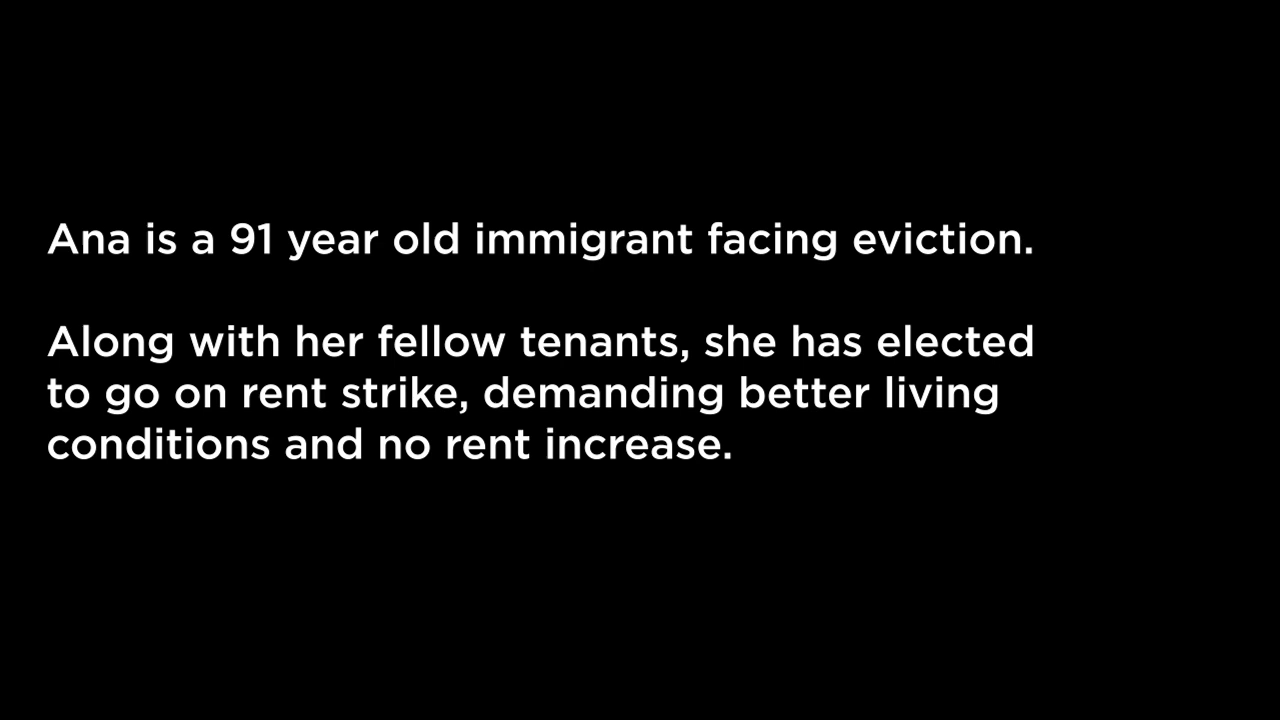 Ana is a 91 year old immigrant facing eviction.
Along with her fellow tenants, she has elected
to go on rent strike, demanding better living
conditions and no rent increase.